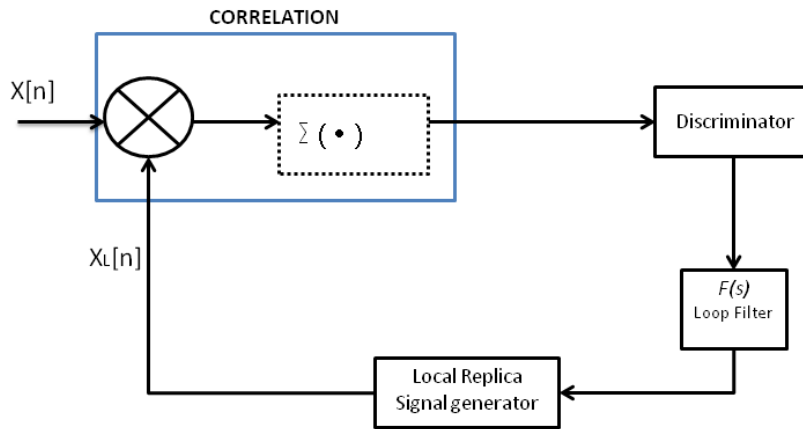 CORRELATION
X[n]
∑ (•)
Discriminator
XL[n]
F(s)
Loop Filter
Local Replica
Signal generator